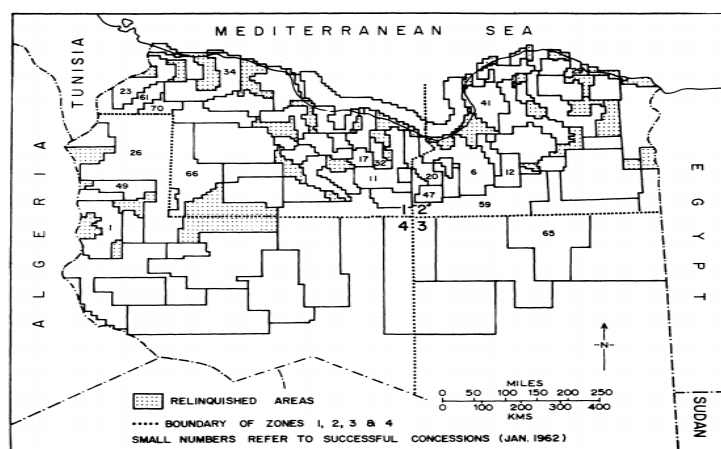 MEDITERRANEAN SEA
TUNISIA
ALGERIA
EGYPT
SUDAN
34
23
61
70
41
26
17
32
66
11
20
6
12
49
47
59
1
2
4
3
1
65
-N-
RELINQUISHED AREAS
BOUNDARY OF ZONES 1, 2, 3 & 4
SMALL NUMBERS REFER TO SUCCESSFUL CONCESSIONS (JAN. 1962)
MILES
0 50 100 150 200 250
0 100 200 300 400
KMS